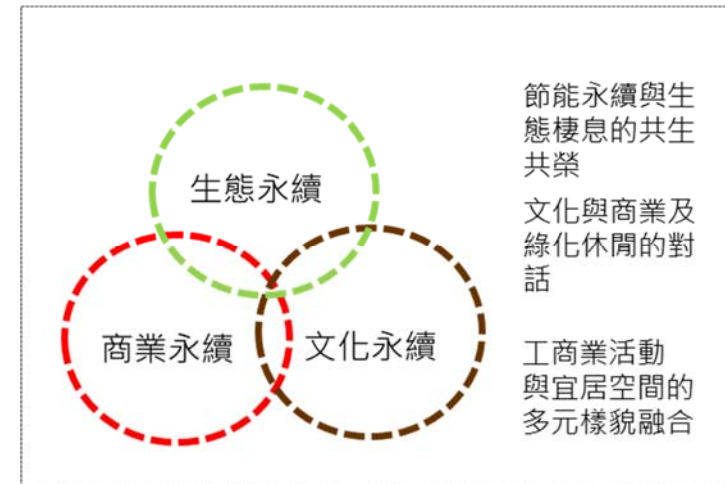 生態永續
商業永續
文化永續
節能永續與生
態棲息的共生
共榮
文化與商業及
綠化休閒的對
話
工商業活動
與宜居空間的
多元樣貌融合